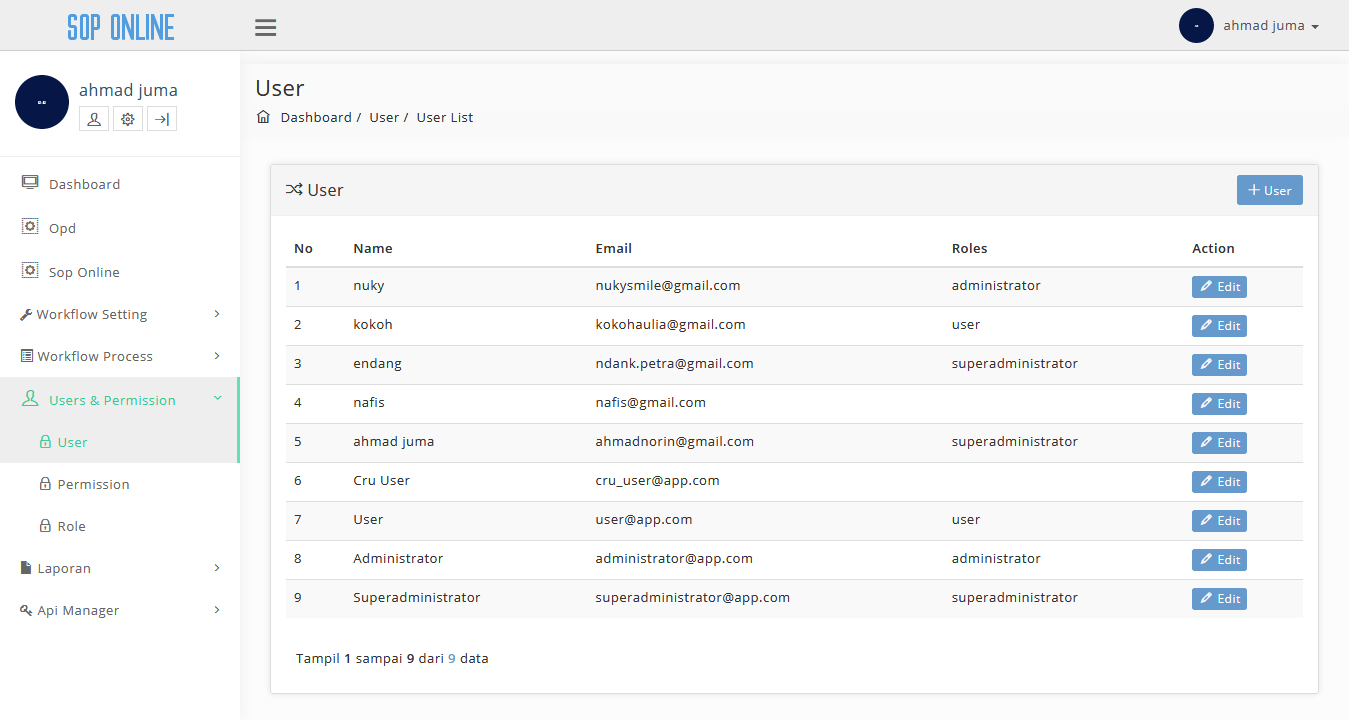 SOP ONLINE
ahmad juma
ahmad juma
Dashboard
Opd
Sop Online
Workflow Setting
Workflow Process
Users & Permission
User
Permission
Role
Laporan
Api Manager
User
Dashboard / User / User List
User
+ User
No Name Email Roles Action
1 nuky nukysmile@gmail.com administrator Edit
2 kokoh kokohaulia@gmail.com user Edit
3 endang ndank.petra@gmail.com superadministrator Edit
4 nafis nafis@gmail.com Edit
5 ahmad juma ahmadnorin@gmail.com superadministrator Edit
6 Cru User cru_user@app.com Edit
7 User user@app.com user Edit
8 Administrator administrator@app.com administrator Edit
9 Superadministrator superadministrator@app.com superadministrator Edit
Tampil 1 sampai 9 dari 9 data